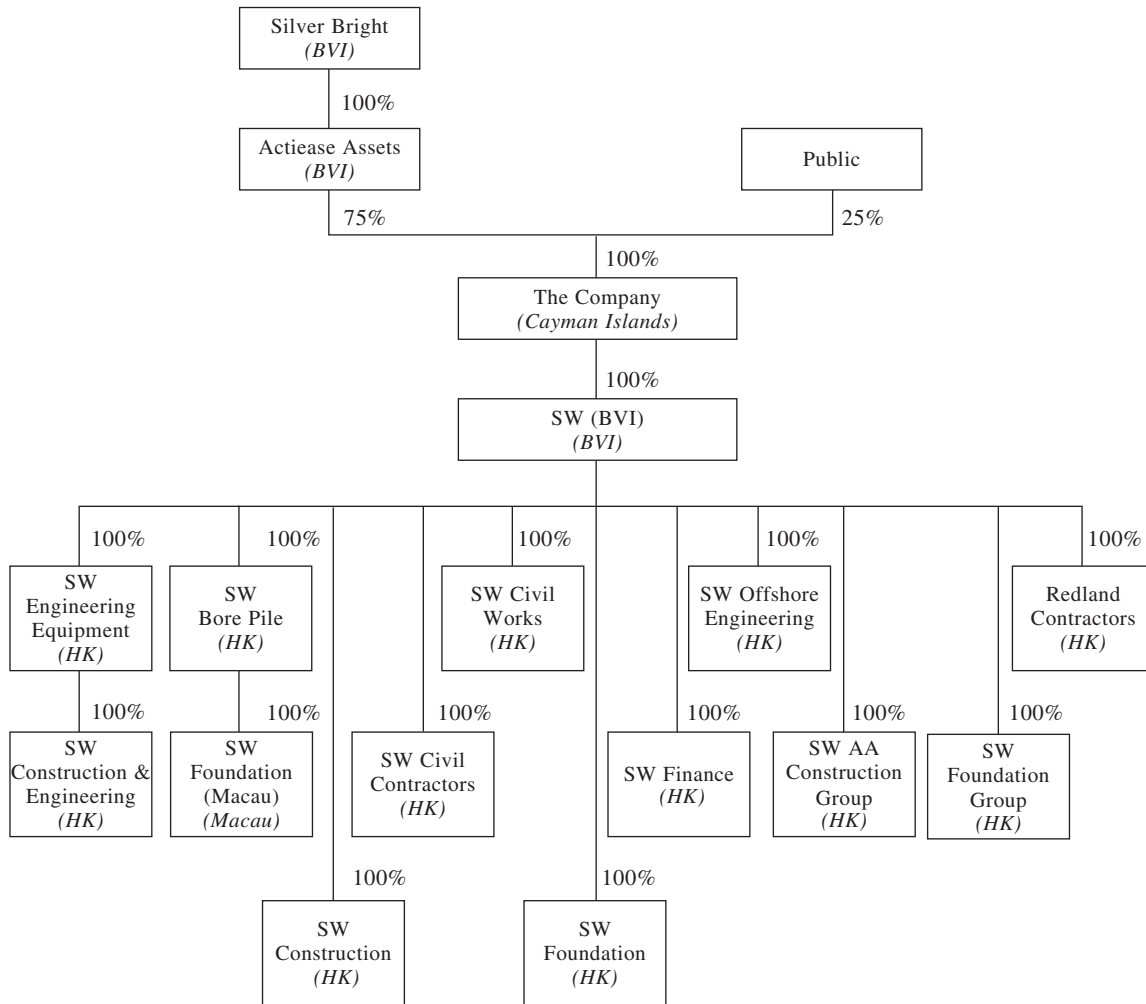 Silver Bright
(BVI)
100%
Actiease Assets
(BVI)
Public
75%
25%
100%
The Company
(Cayman Islands)
100%
SW (BVI)
(BVI)
100%
100%
100%
100%
100%
SW
Engineering
Equipment
(HK)
SW
Bore Pile
(HK)
SW Civil
Works
(HK)
SW Offshore
Engineering
(HK)
Redland
Contractors
(HK)
100%
100%
100%
100%
100%
100%
SW
Construction &
Engineering
(HK)
SW
Foundation
(Macau)
(Macau)
SW Civil
Contractors
(HK)
SW Finance
(HK)
SW AA
Construction
Group
(HK)
SW
Foundation
Group
(HK)
100%
100%
SW
Construction
(HK)
SW
Foundation
(HK)